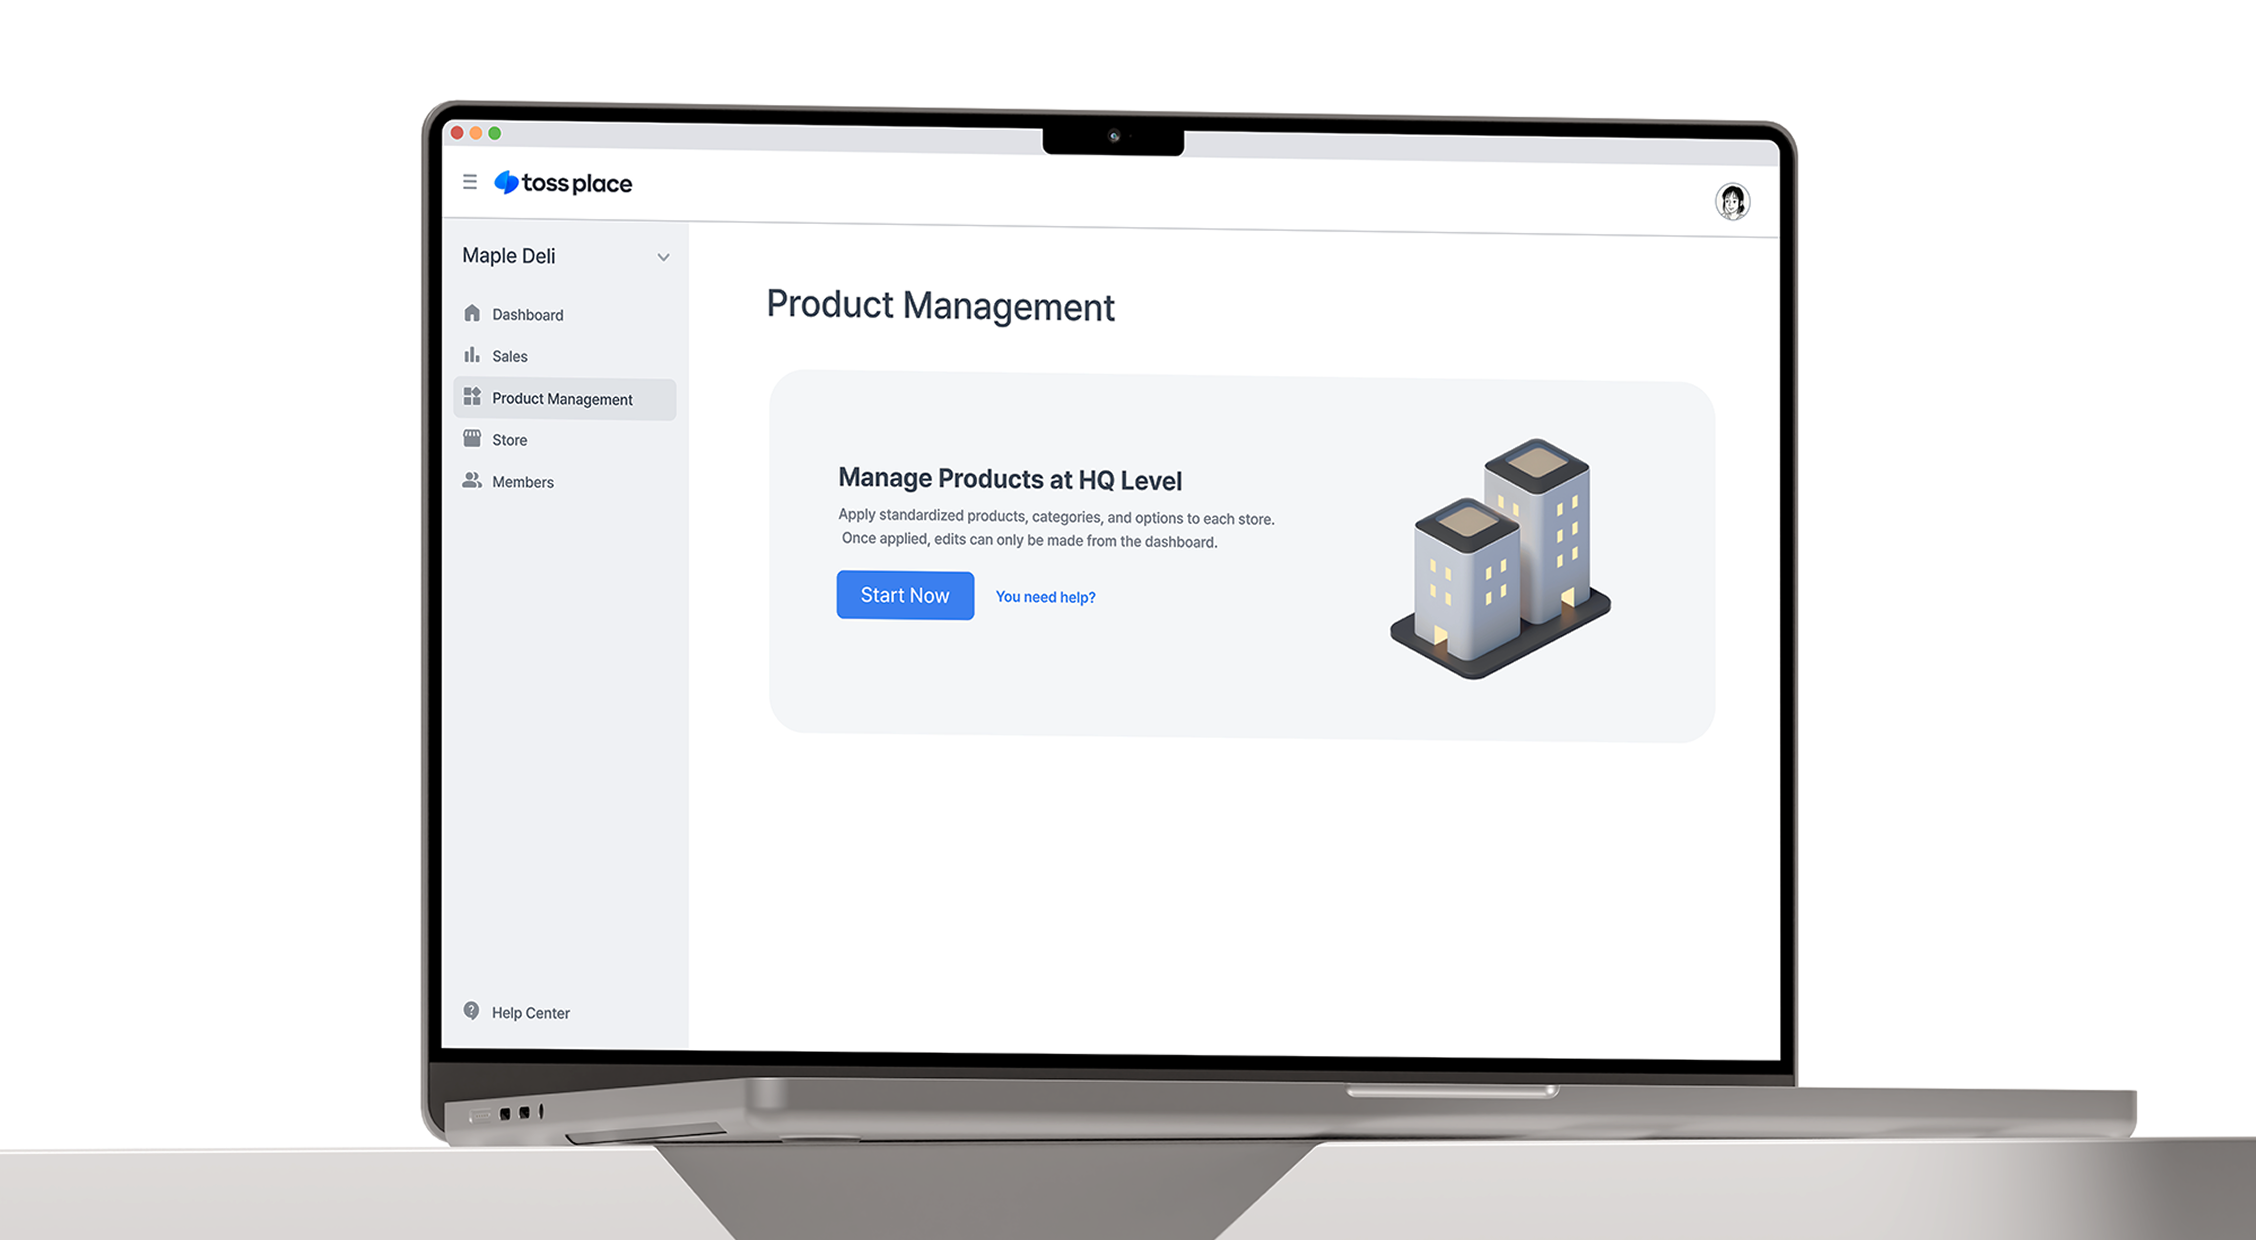 toss place
Maple Deli
Dashboard
Sales
Product Management
Store
Members
Help Center
Product Management
Manage Products at HQ Level
Apply standardized products, categories, and options to each store.
Once applied, edits can only be made from the dashboard.
Start Now
You need help?